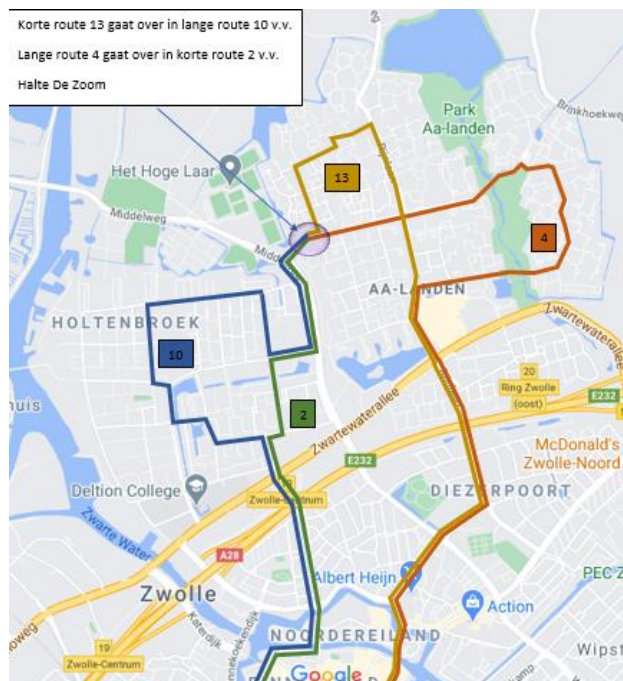 Korte route 13 gaat over in lange route 10 v.v.
Lange route 4 gaat over in korte route 2 v.v.
Halte De Zoom
Park
Aa-landen
Brinkhoekweg
Het Hoge Laar
13
Middelweg
4
AA-LANDEN
HOLTENBROEK
10
Zwartewaterallee
20
Ring Zwolle
(oost)
E232
2
Zwartewaterallee
E232
McDonald's
Zwolle-Noord
Deltion College
Zwolle-Centrum
DIEZERPOORT
Zwarte Water
A28
Zwolle
Albert Heijn
PEC Z
Action
Katerdijk
NOORDEREILAND
Wipst
19
Zwolle-Centrum
Google